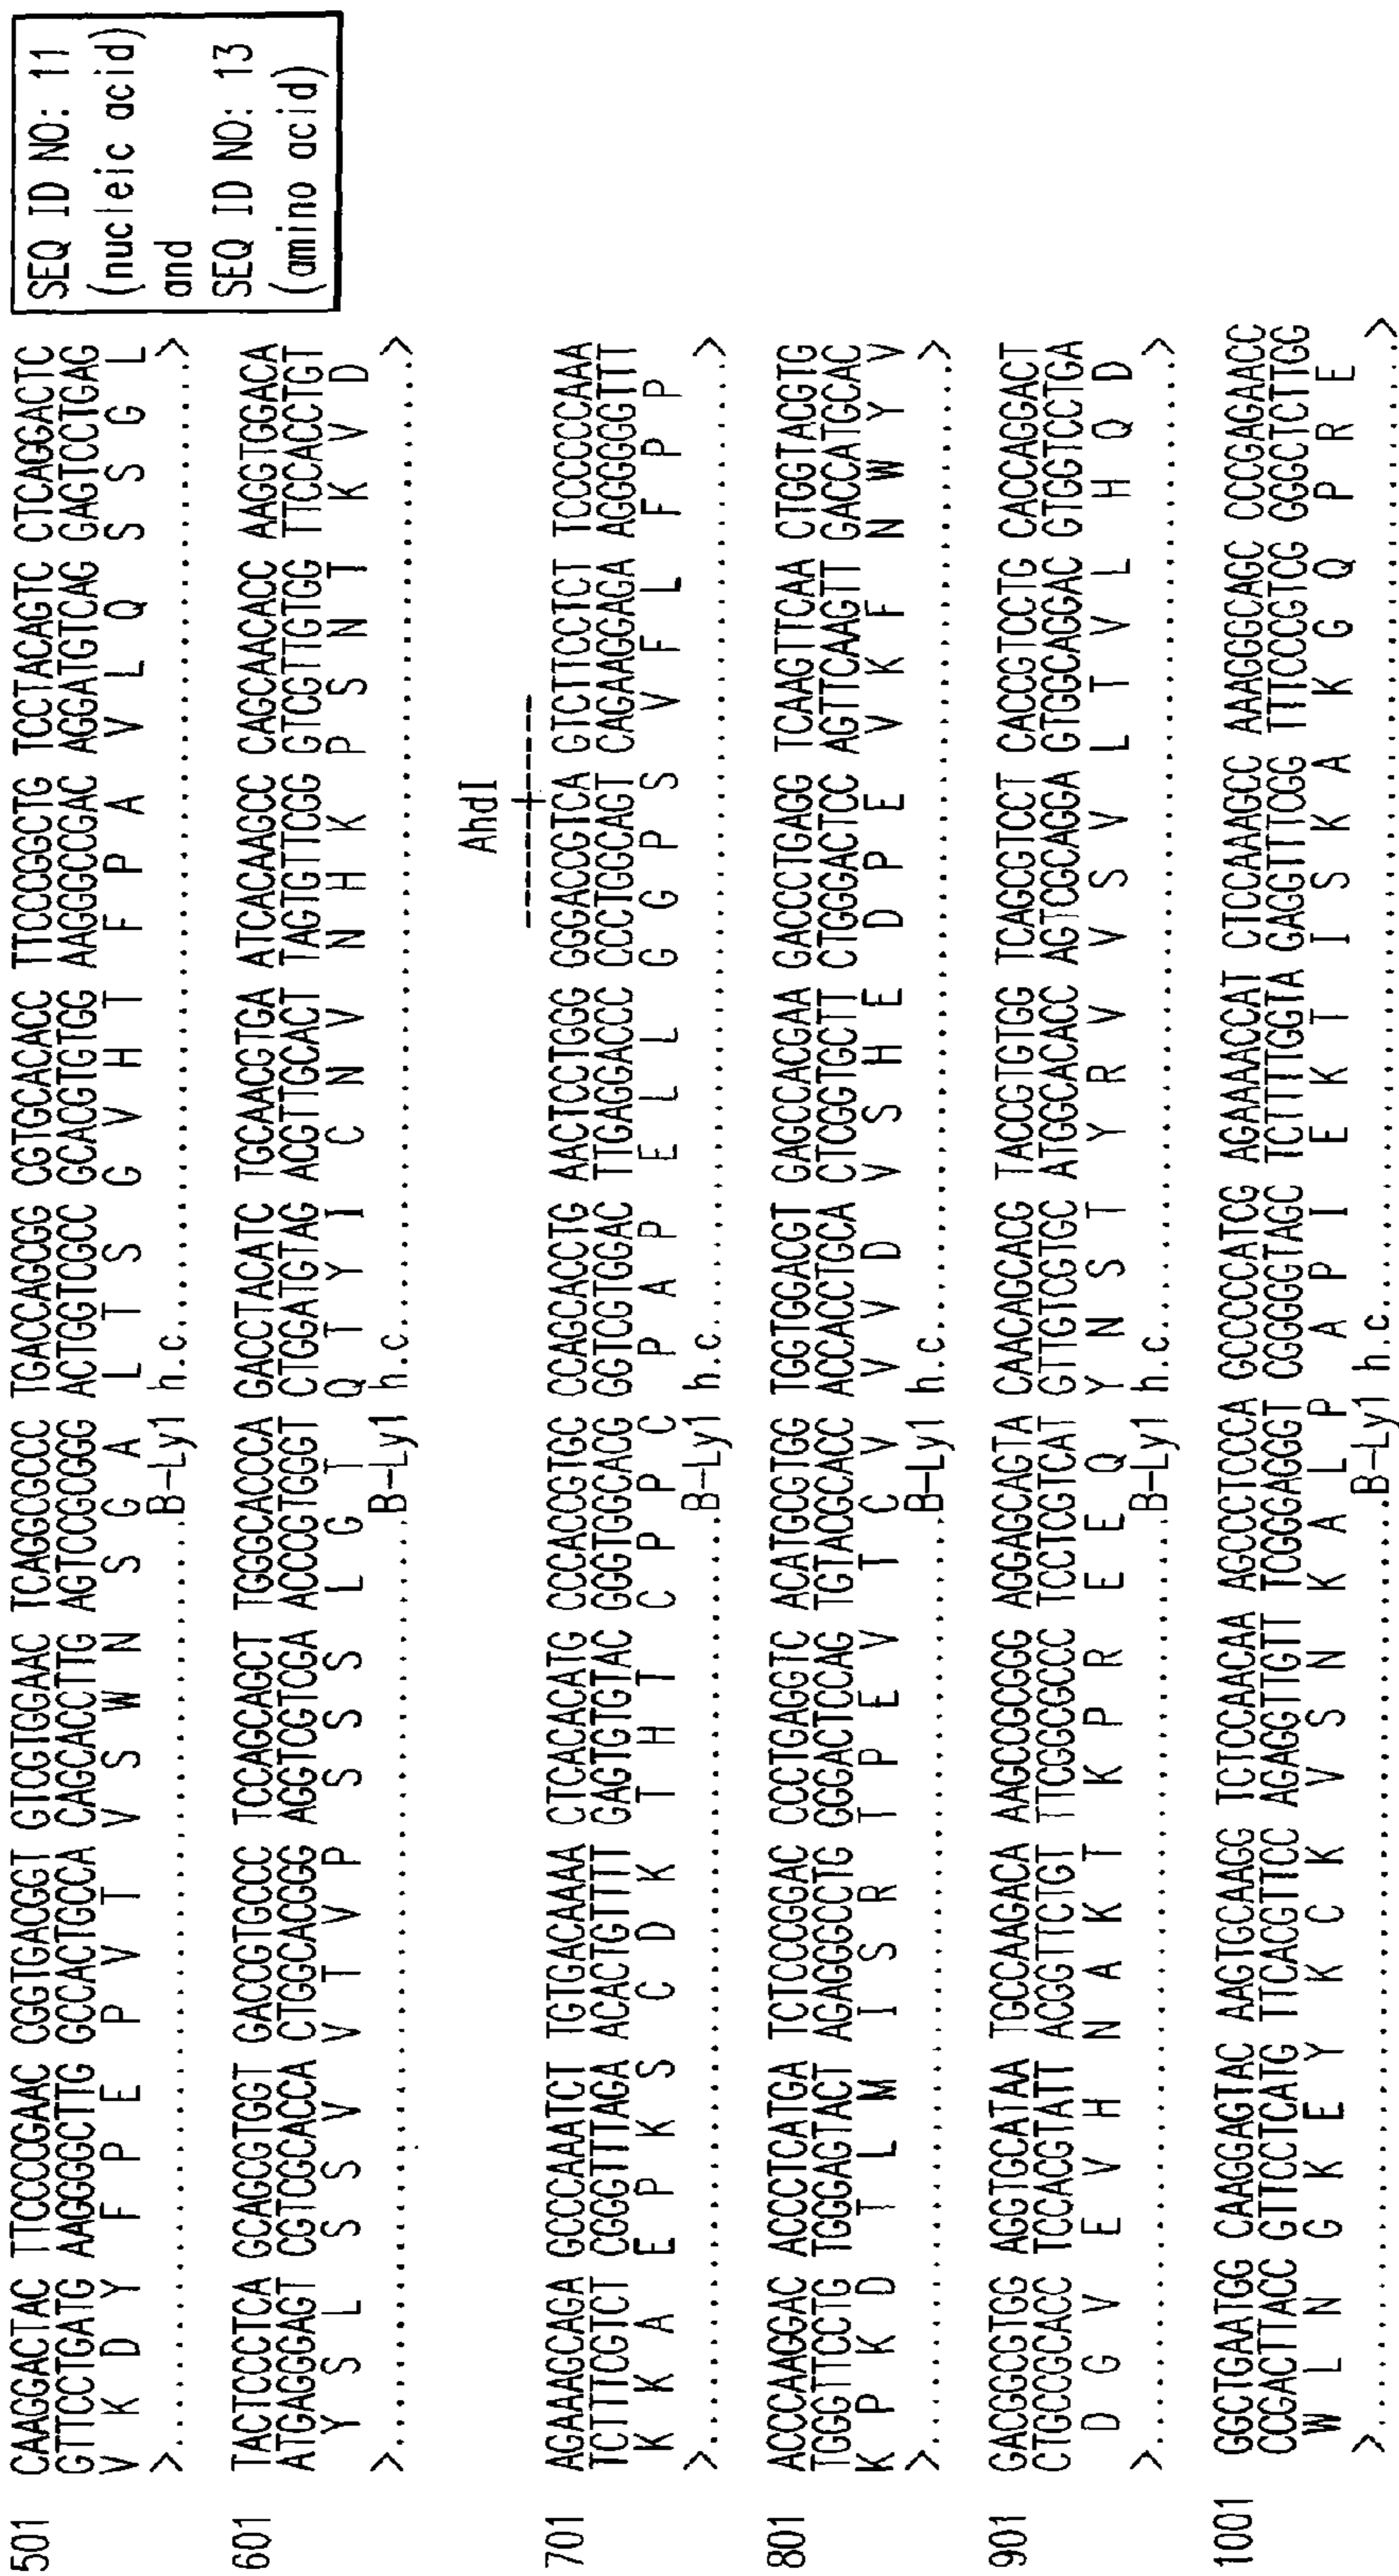 SEQ ID NO: 11
(nucleic acid)
and
SEQ ID NO: 13
(amino acid)
501 CAAGGACTAC TTCCCCGAAC CGGTGACGGT GTCGTGGAAC TCAGGCGCCC TGACCAGCGG CGTGCACACC TTCCCGGCTG TCCTACAGTC CTCAGGACTC
GTTCCTGATG AAGGGGCTTG GCCACTGCCA CAGCACCTTG AGTCCGCGGG ACTGGTCGCC GCACGTGTGG AAGGGCCGAC AGGATGTCAG GAGTCCTGAG
V K D Y F P E P V T V S W N S G A L T S G V H T F P A V L Q S S G L
>.......................B-Ly1 h.c.......................>
601 TACTCCCTCA GCAGCGTGGT GACCGTGCCC TCCAGCAGCT TGGGCACCCA GACCTACATC TGCAACGTGA ATCACAAGCC CAGCAACACC AAGGTGGACA
ATGAGGGAGT CGTCGCACCA CTGGCACGGG AGGTCGTCGA ACCCGTGGGT CTGGATGTAG ACGTTGCACT TAGTGTTCGG GTCGTTGTGG TTCCACCTGT
Y S L S S V V T V P S S S L G T Q T Y I C N V N H K P S N T K V D
>.......................B-Ly1 h.c.......................>
AhdI
701 AGAAAGCAGA GCCCAAATCT TGTGACAAAA CTCACACATG CCCACCGTGC CCAGCACCTG AACTCCTGGG GGGACCGTCA GTCTTCCTCT TCCCCCCAAA
TCTTTCGTCT CGGGTTTAGA ACACTGTTTT GAGTGTGTAC GGGTGGCACG GGTCGTGGAC TTGAGGACCC CCCTGGCAGT CAGAAGGAGA AGGGGGGTTT
K K A E P K S C D K T H T C P P C P A P E L L G G P S V F L F P P
>.......................B-Ly1 h.c.......................>
801 ACCCAAGGAC ACCCTCATGA TCTCCCGGAC CCCTGAGGTC ACATGCGTGG TGGTGGACGT GAGCCACGAA GACCCTGAGG TCAAGTTCAA CTGGTACGTG
TGGGTTCCTG TGGGAGTACT AGAGGGCCTG GGGACTCCAG TGTACGCACC ACCACCTGCA CTCGGTGCTT CTGGGACTCC AGTTCAAGTT GACCATGCAC
K P K D T L M I S R T P E V T C V V V D V S H E D P E V K F N W Y V
>.......................B-Ly1 h.c.......................>
901 GACGGCGTGG AGGTGCATAA TGCCAAGACA AAGCCGCGGG AGGAGCAGTA CAACAGCACG TACCGTGTGG TCAGCGTCCT CACCGTCCTG CACCAGGACT
CTGCCGCACC TCCACGTATT ACGGTTCTGT TTCGGCGCCC TCCTCGTCAT GTTGTCGTGC ATGGCACACC AGTCGCAGGA GTGGCAGGAC GTGGTCCTGA
D G V E V H N A K T K P R E E Q Y N S T Y R V V S V L T V L H Q D
>.......................B-Ly1 h.c.......................>
1001 GGCTGAATGG CAAGGAGTAC AAGTGCAAGG TCTCCAACAA AGCCCTCCCA GCCCCCATCG AGAAAACCAT CTCCAAAGCC AAAGGGCAGC CCCGAGAACC
CCGACTTACC GTTCCTCATG TTCACGTTCC AGAGGTTGTT TCGGGAGGGT CGGGGGTAGC TCTTTTGGTA GAGGTTTCGG TTTCCCGTCG GGGCTCTTGG
W L N G K E Y K C K V S N K A L P A P I E K T I S K A K G Q P R E
>.......................B-Ly1 h.c.......................>